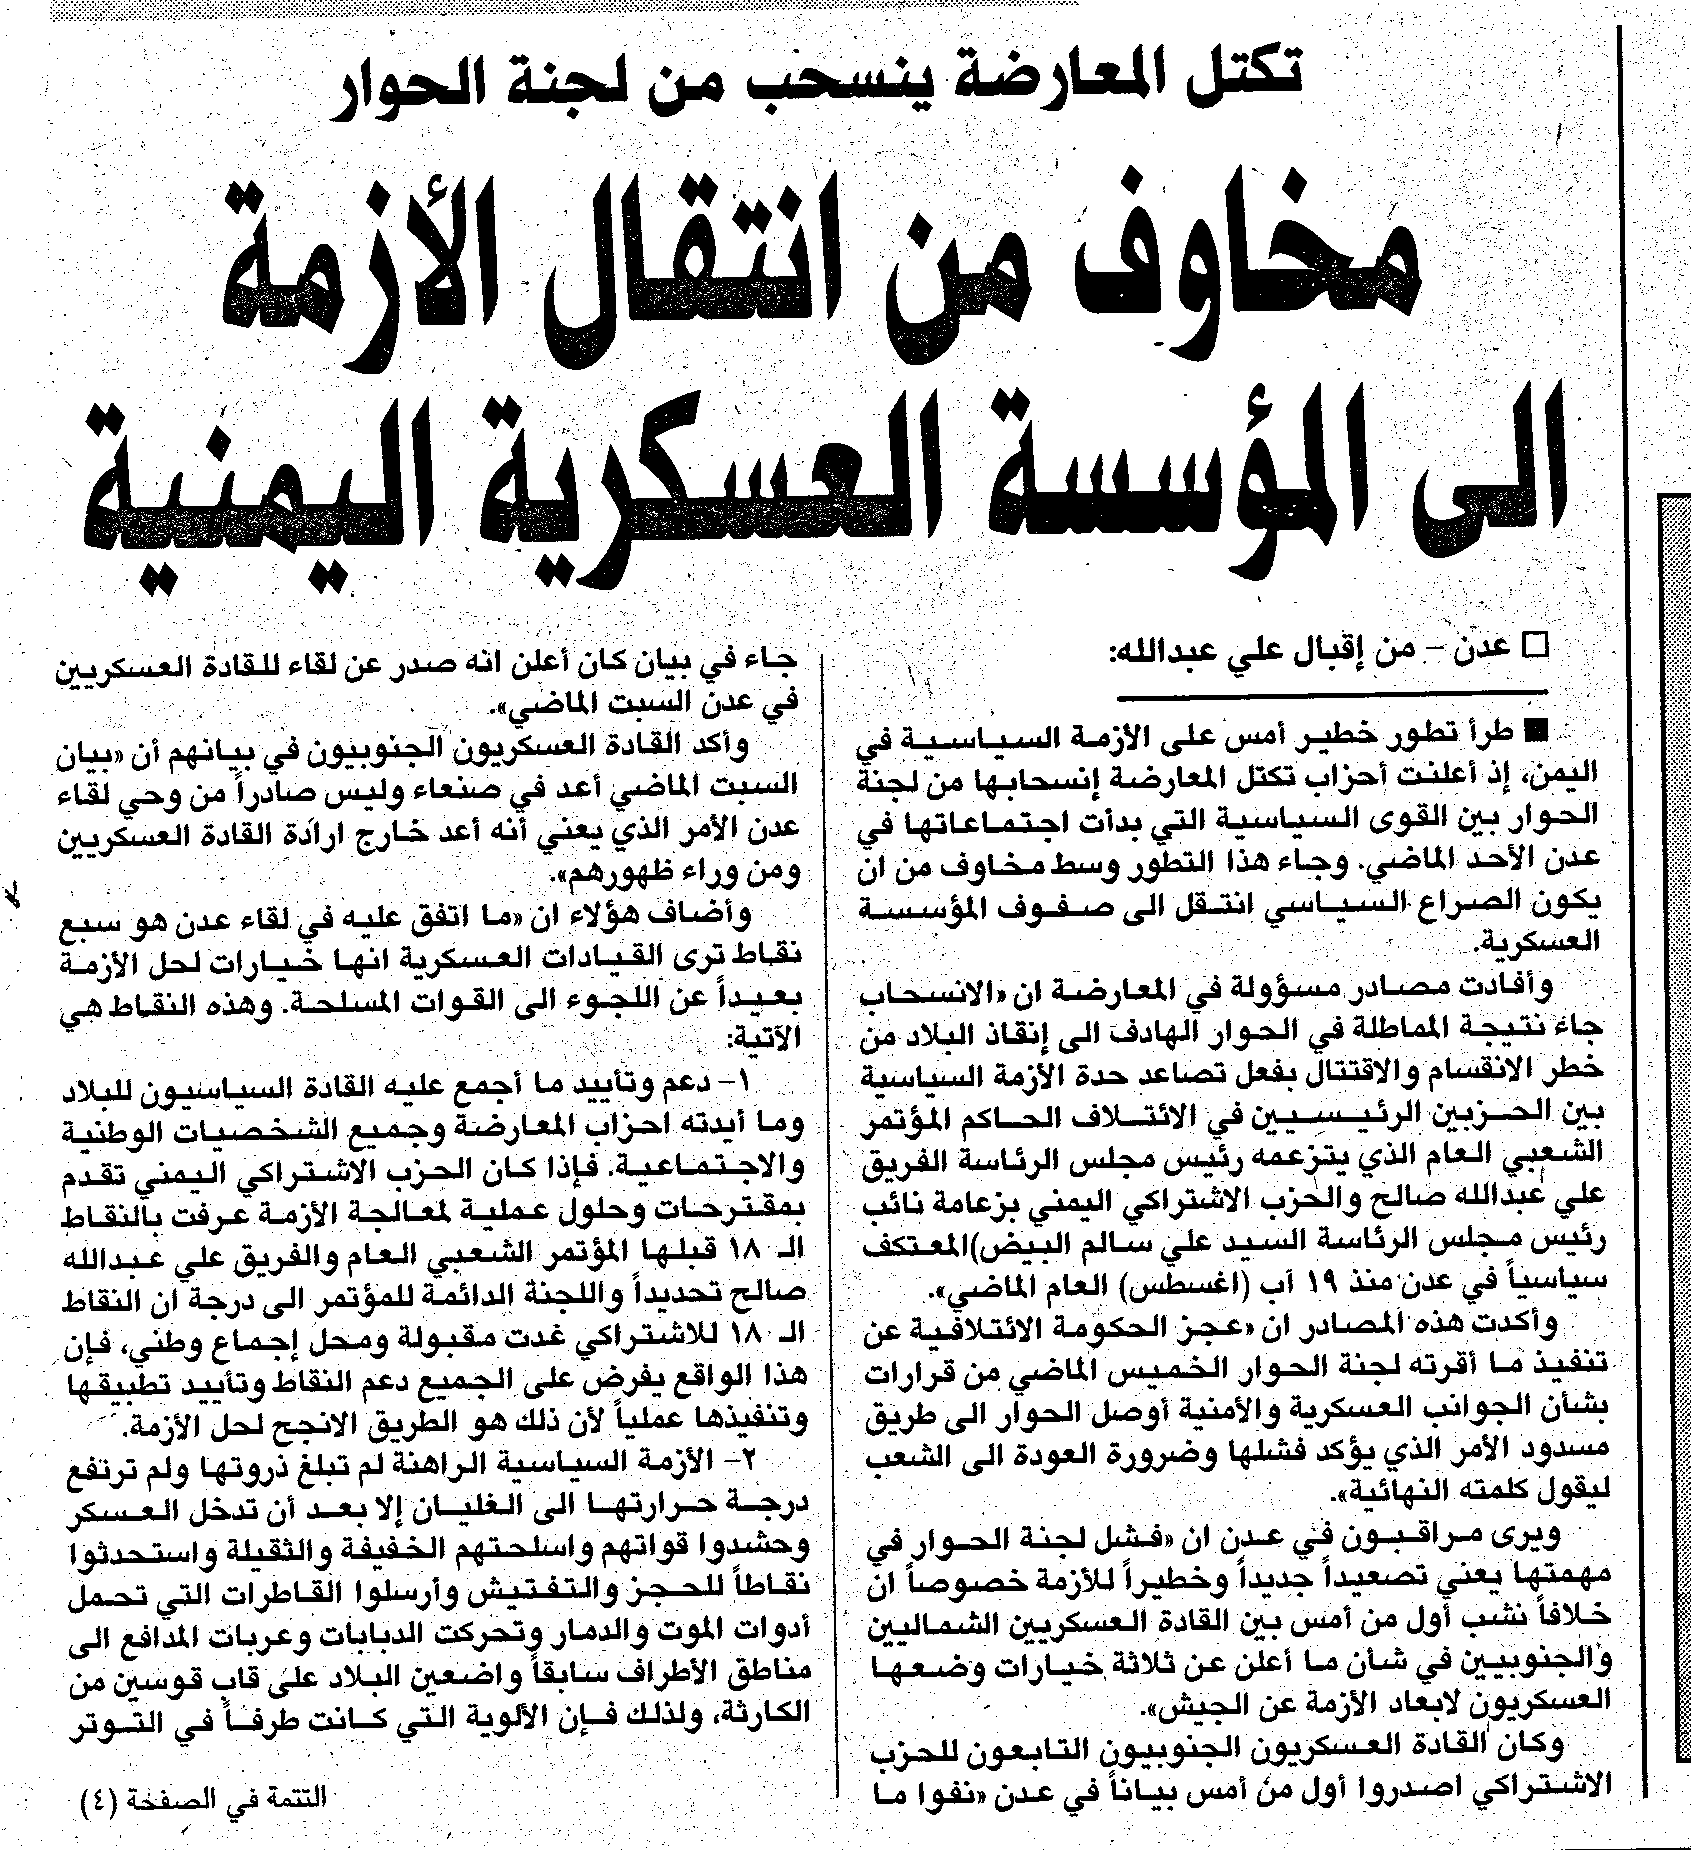 تكتل المعارضة ينسحب من لجنة الحوار
مخاوف من انتقال الأزمة
الى المؤسسة العسكرية اليمنية
□ عدن – من إقبال علي عبدالله:
■ طرأ تطور خطير أمس على الأزمة السياسية في
اليمن، إذ أعلنت أحزاب تكتل المعارضة إنسحابها من لجنة
الحوار بين القوى السياسية التي بدأت اجتماعاتها في
عدن الأحد الماضي. وجاء هذا التطور وسط مخاوف من ان
يكون الصراع السياسي انتقل الى صفوف المؤسسة
العسكرية.
وأفادت مصادر مسؤولة في المعارضة ان «الانسحاب
جاء نتيجة المماطلة في الحوار الهادف الى إنقاذ البلاد من
خطر الانقسام والاقتتال بفعل تصاعد حدة الأزمة السياسية
بين الحزبين الرئيسيين في الائتلاف الحاكم المؤتمر
الشعبي العام الذي يتزعمه رئيس مجلس الرئاسة الفريق
علي عبدالله صالح والحزب الاشتراكي اليمني بزعامة نائب
رئيس مجلس الرئاسة السيد علي سالم البيض)المعتكف
سياسياً في عدن منذ ١٩ آب (اغسطس) العام الماضي».
وأكدت هذه المصادر ان «عجز الحكومة الائتلافية عن
تنفيذ ما أقرته لجنة الحوار الخميس الماضي من قرارات
بشأن الجوانب العسكرية والأمنية أوصل الحوار الى طريق
مسدود الأمر الذي يؤكد فشلها وضرورة العودة الى الشعب
ليقول كلمته النهائية».
ويرى مراقبون في عدن ان «فشل لجنة الحوار في
مهمتها يعني تصعيداً جديداً وخطيراً للأزمة خصوصاً ان
خلافاً نشب أول من أمس بين القادة العسكريين الشماليين
والجنوبيين في شأن ما أعلن عن ثلاثة خيارات وضعها
العسكريون لابعاد الأزمة عن الجيش».
وكان القادة العسكريون الجنوبيون التابعون للحزب
الاشتراكي اصدروا أول من أمس بياناً في عدن «نفوا ما
جاء في بيان كان أعلن انه صدر عن لقاء للقادة العسكريين
في عدن السبت الماضي».
وأكد القادة العسكريون الجنوبيون في بيانهم أن «بيان
السبت الماضي أعد في صنعاء وليس صادراً من وحي لقاء
عدن الأمر الذي يعني أنه أعد خارج ارادة القادة العسكريين
ومن وراء ظهورهم».
وأضاف هؤلاء ان «ما اتفق عليه في لقاء عدن هو سبع
نقاط ترى القيادات العسكرية انها خيارات لحل الأزمة
بعيداً عن اللجوء الى القوات المسلحة. وهذه النقاط هي
الآتية:
١– دعم وتأييد ما أجمع عليه القادة السياسيون للبلاد
وما أيدته احزاب المعارضة وجميع الشخصيات الوطنية
والاجتماعية. فإذا كان الحزب الاشتراكي اليمني تقدم
بمقترحات وحلول عملية لمعالجة الأزمة عرفت بالنقاط
الـ ١٨ قبلها المؤتمر الشعبي العام والفريق علي عبدالله
صالح تحديداً واللجنة الدائمة للمؤتمر الى درجة ان النقاط
الـ ١٨ للاشتراكي غدت مقبولة ومحل إجماع وطني، فإن
هذا الواقع يفرض على الجميع دعم النقاط وتأييد تطبيقها
وتنفيذها عملياً لأن ذلك هو الطريق الانجح لحل الأزمة.
٢– الأزمة السياسية الراهنة لم تبلغ ذروتها ولم ترتفع
درجة حرارتها الى الغليان إلا بعد أن تدخل العسكر
وحشدوا قواتهم واسلحتهم الخفيفة والثقيلة واستحدثوا
نقاطاً للحجز والتفتيش وأرسلوا القاطرات التي تحمل
أدوات الموت والدمار وتحركت الدبابات وعربات المدافع الى
مناطق الأطراف سابقاً واضعين البلاد على قاب قوسين من
الكارثة، ولذلك فإن الألوية التي كانت طرفاً في التوتر
التتمة في الصفحة (٤)